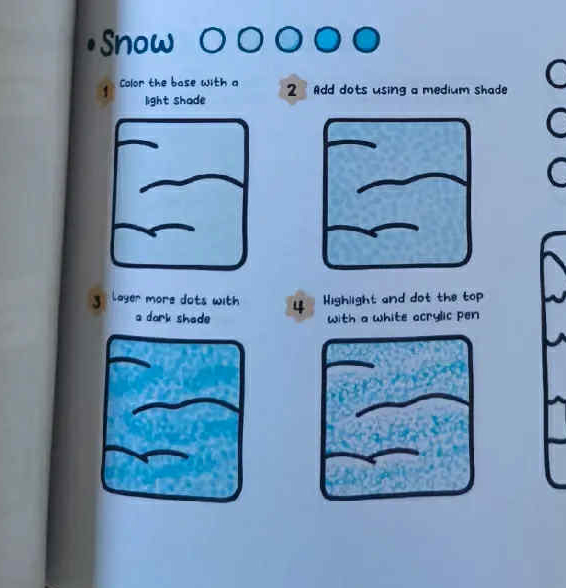 • Snow
1 Color the base with a
light shade
2 Add dots using a medium shade
3 Layer more dots with
a dark shade
4 Highlight and dot the top
with a white acrylic pen